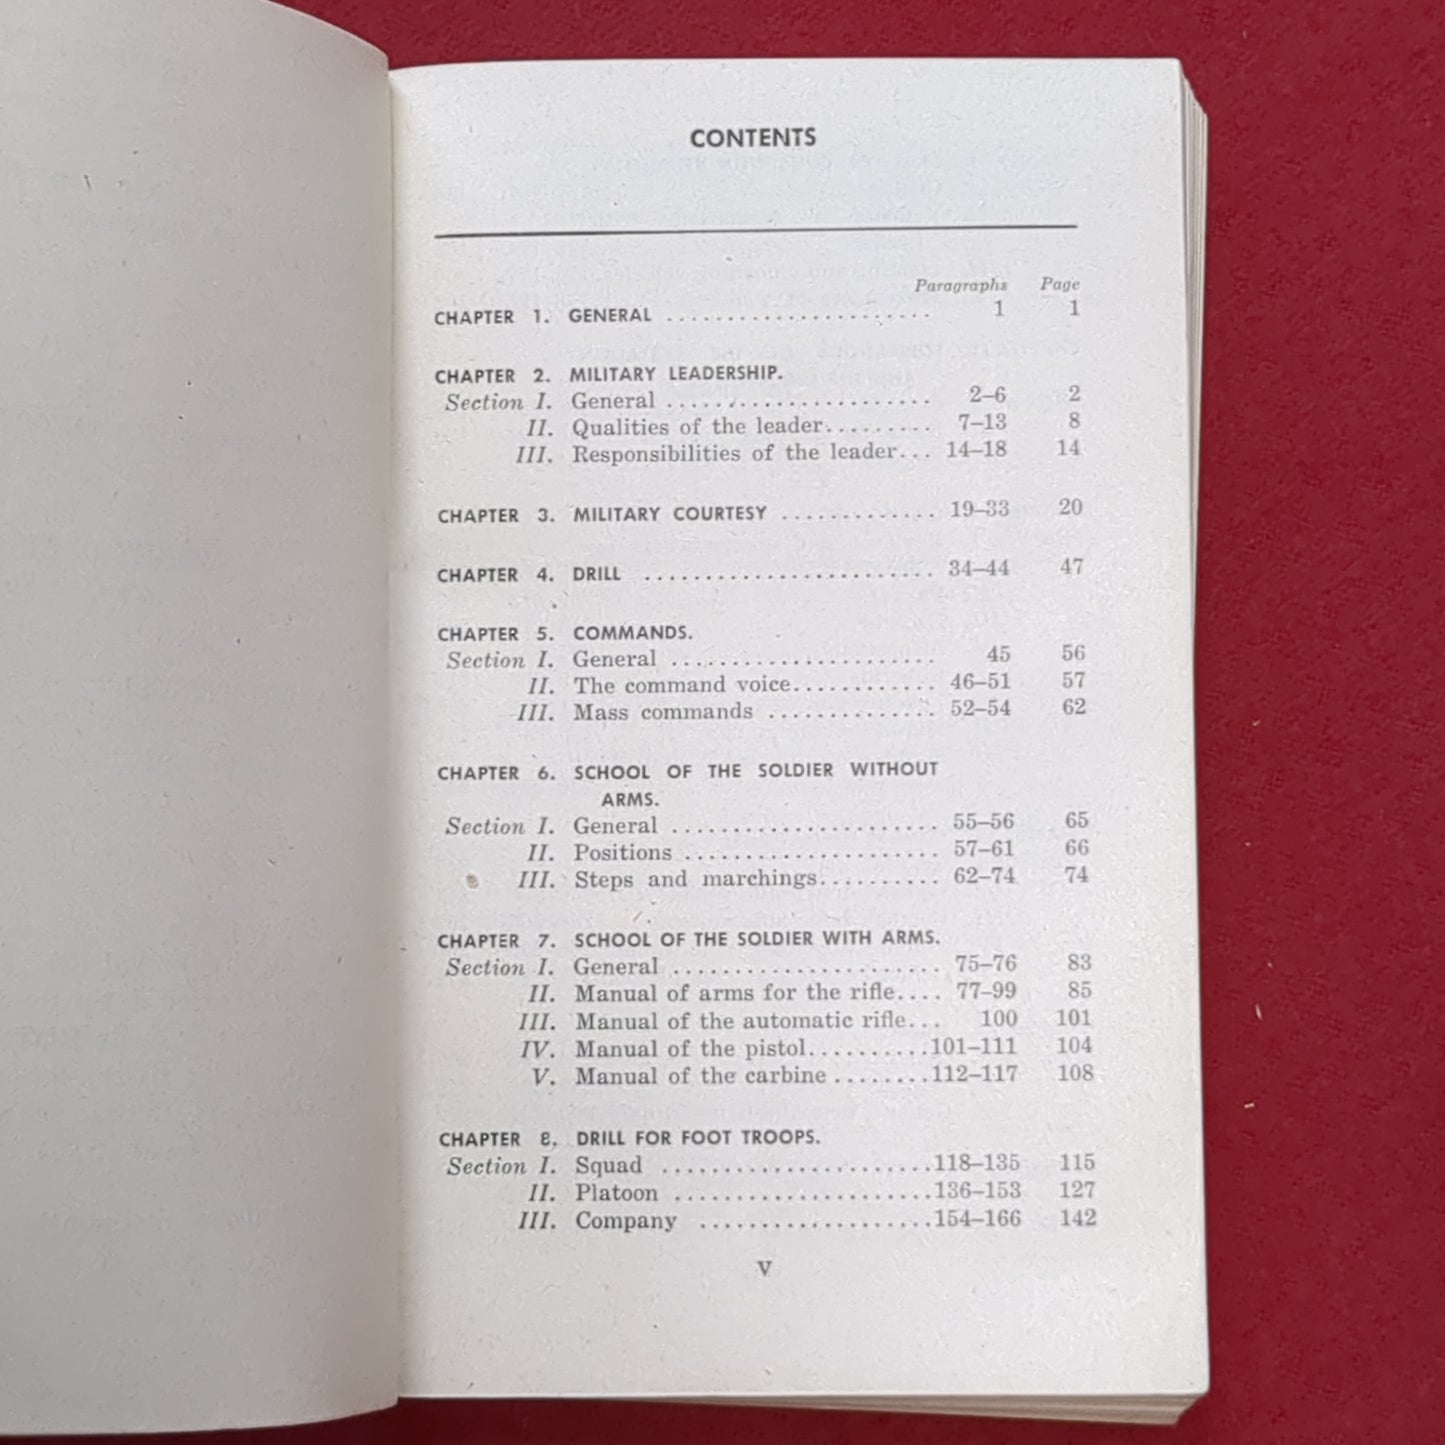 CONTENTS
Paragraphs Page
CHAPTER 1. GENERAL ...................... 1 1
CHAPTER 2. MILITARY LEADERSHIP.
Section I. General ...................... 2–6 2
II. Qualities of the leader......... 7–13 8
III. Responsibilities of the leader... 14–18 14
CHAPTER 3. MILITARY COURTESY ............. 19–33 20
CHAPTER 4. DRILL ........................ 34–44 47
CHAPTER 5. COMMANDS.
Section I. General ...................... 45 56
II. The command voice............ 46–51 57
III. Mass commands .............. 52–54 62
CHAPTER 6. SCHOOL OF THE SOLDIER WITHOUT
ARMS.
Section I. General ...................... 55–56 65
II. Positions ..................... 57–61 66
III. Steps and marchings.......... 62–74 74
CHAPTER 7. SCHOOL OF THE SOLDIER WITH ARMS.
Section I. General ...................... 75–76 83
II. Manual of arms for the rifle.... 77–99 85
III. Manual of the automatic rifle... 100 101
IV. Manual of the pistol..........101–111 104
V. Manual of the carbine ........112–117 108
CHAPTER 8. DRILL FOR FOOT TROOPS.
Section I. Squad ......................118–135 115
II. Platoon .....................136–153 127
III. Company ...................154–166 142
V